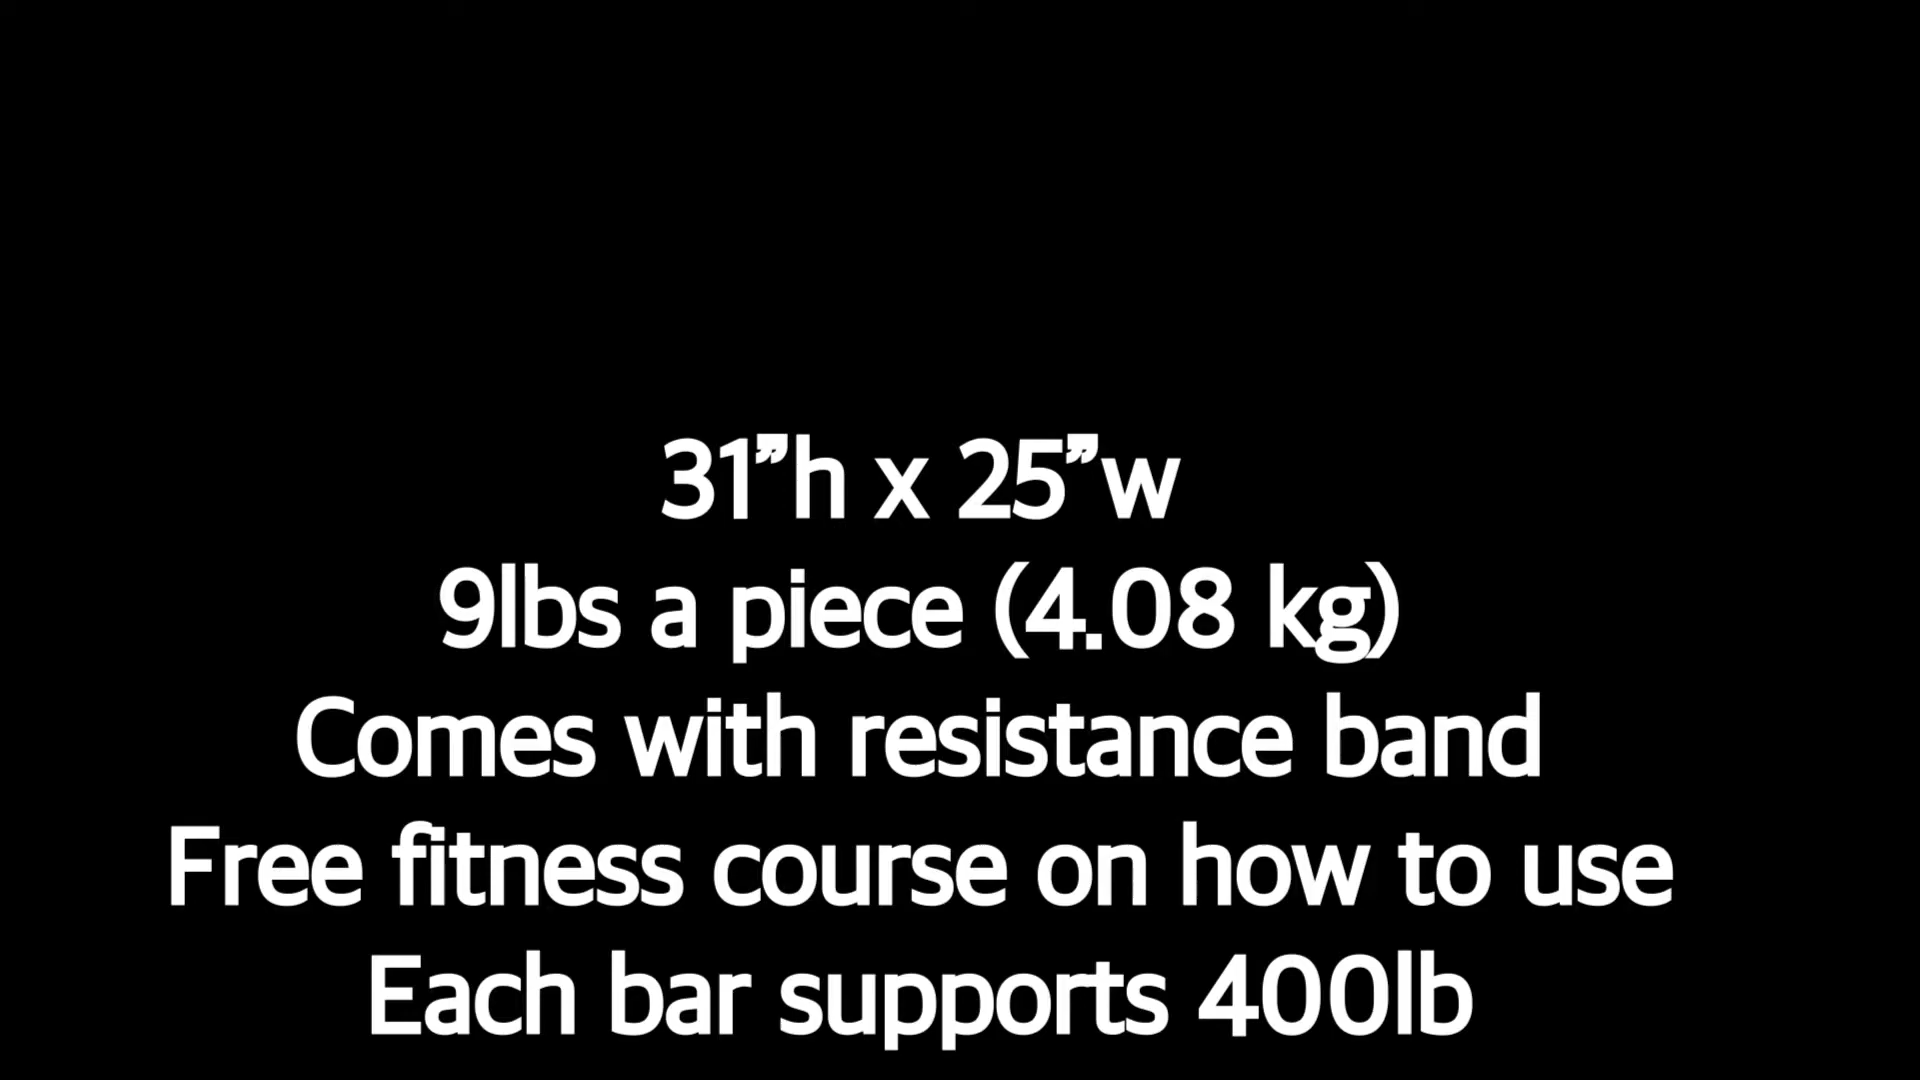 31”h x 25”w
9lbs a piece (4.08 kg)
Comes with resistance band
Free fitness course on how to use
Each bar supports 400lb